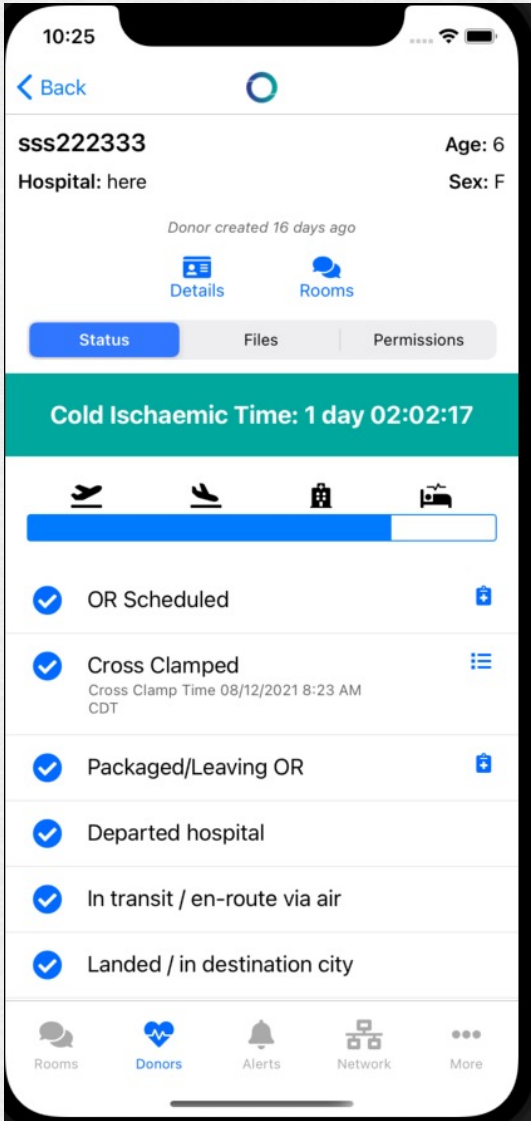 10:25
Back
sss222333
Age: 6
Hospital: here
Sex: F
Donor created 16 days ago
Details
Rooms
Status
Files
Permissions
Cold Ischaemic Time: 1 day 02:02:17
OR Scheduled
Cross Clamped
Cross Clamp Time 08/12/2021 8:23 AM
CDT
Packaged/Leaving OR
Departed hospital
In transit / en-route via air
Landed / in destination city
Rooms
Donors
Alerts
Network
More